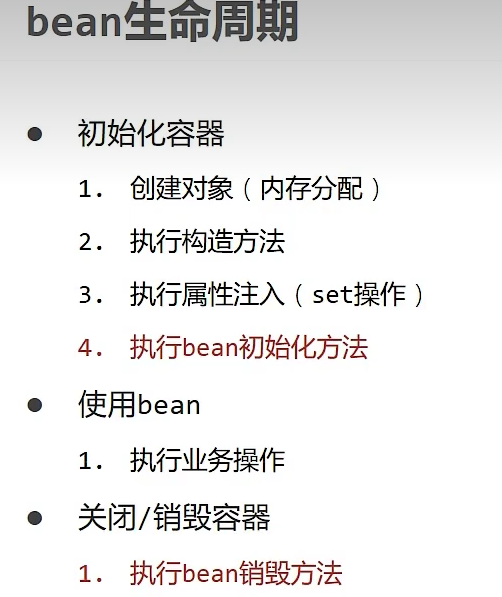 bean生命周期
● 初始化容器
1. 创建对象（内存分配）
2. 执行构造方法
3. 执行属性注入（set操作）
4. 执行bean初始化方法
● 使用bean
1. 执行业务操作
● 关闭/销毁容器
1. 执行bean销毁方法